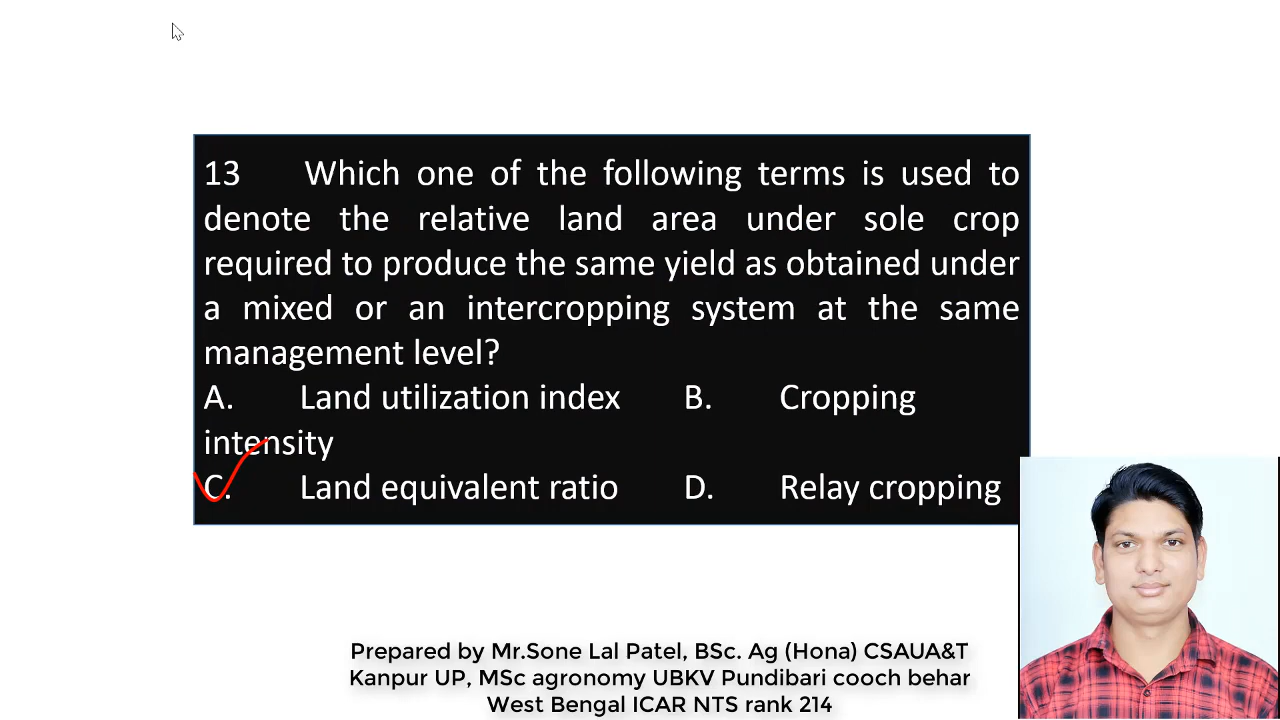 13 Which one of the following terms is used to
denote the relative land area under sole crop
required to produce the same yield as obtained under
a mixed or an intercropping system at the same
management level?
A. Land utilization index B. Cropping
intensity
C. Land equivalent ratio D. Relay cropping
Prepared by Mr.Sone Lal Patel, BSc. Ag (Hona) CSAUA&T
Kanpur UP, MSc agronomy UBKV Pundibari cooch behar
West Bengal ICAR NTS rank 214